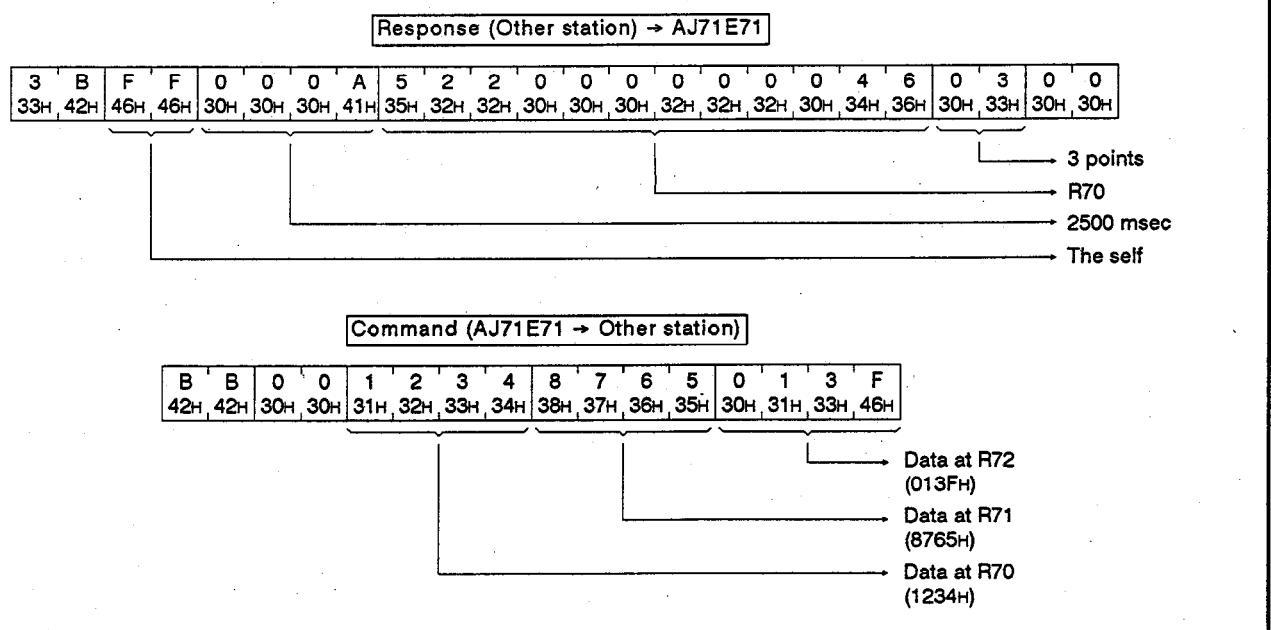 Response (Other station) → AJ71E71
3 B F F 0 0 0 A 5 2 2 0 0 0 0 0 0 0 4 6 0 3 0 0
33H 42H 46H 46H 30H 30H 30H 41H 35H 32H 32H 30H 30H 30H 32H 32H 32H 30H 34H 36H 30H 33H 30H 30H
3 points
R70
2500 msec
The self
Command (AJ71E71 → Other station)
B B 0 0 1 2 3 4 8 7 6 5 0 1 3 F
42H 42H 30H 30H 31H 32H 33H 34H 38H 37H 36H 35H 30H 31H 33H 46H
Data at R72
(013FH)
Data at R71
(8765H)
Data at R70
(1234H)